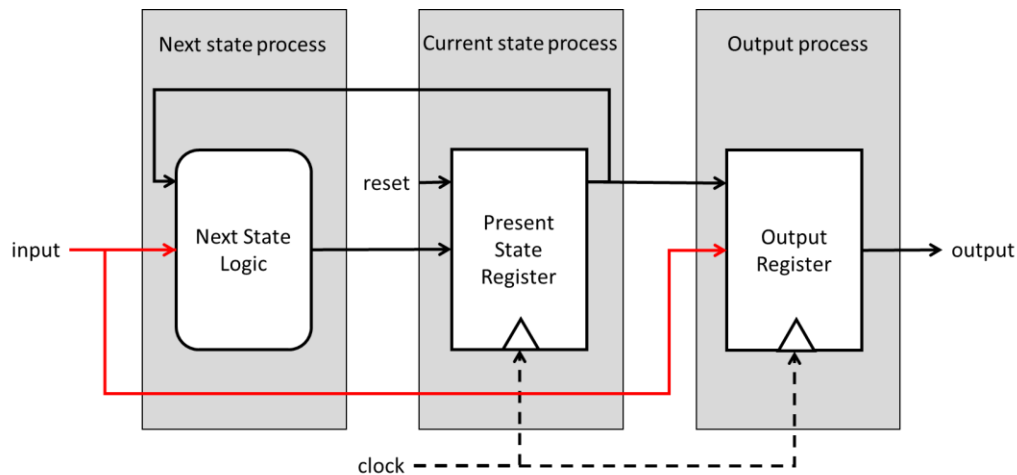 Next state process
Current state process
Output process
reset
input
Next State
Logic
Present
State
Register
Output
Register
output
clock